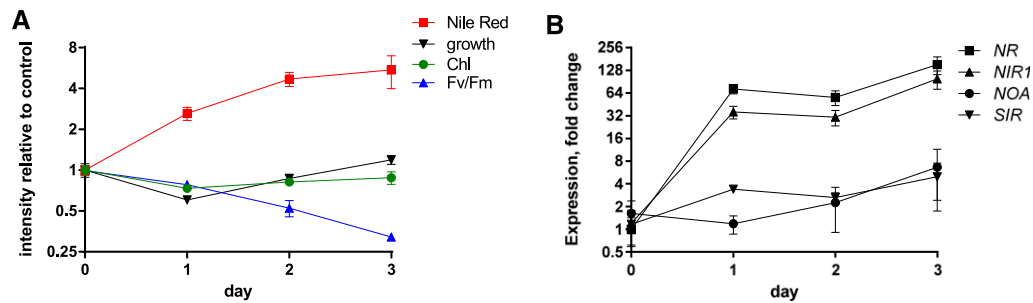 A
Nile Red
growth
Chl
Fv/Fm
intensity relative to control
8
4
2
1
0.5
0.25
0 1 2 3
day
B
NR
NIR1
NOA
SIR
Expression, fold change
256
128
64
32
16
8
4
2
1
0.5
0 1 2 3
day